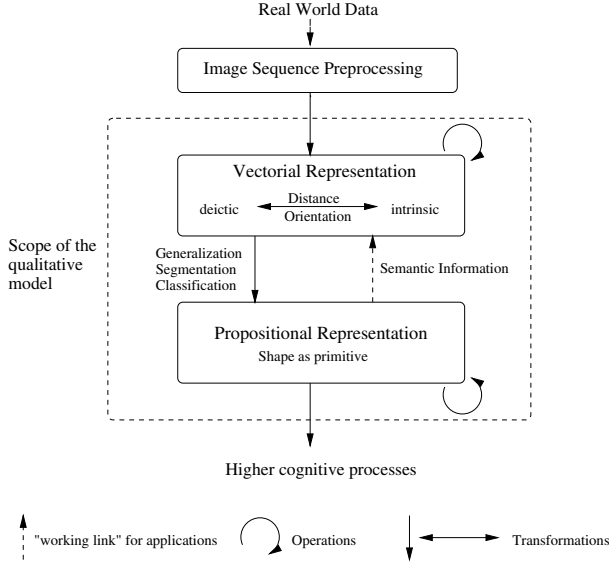 Real World Data
Image Sequence Preprocessing
Vectorial Representation
Distance
deictic
intrinsic
Orientation
Scope of the
qualitative
model
Generalization
Segmentation
Classification
Semantic Information
Propositional Representation
Shape as primitive
Higher cognitive processes
"working link" for applications
Operations
Transformations